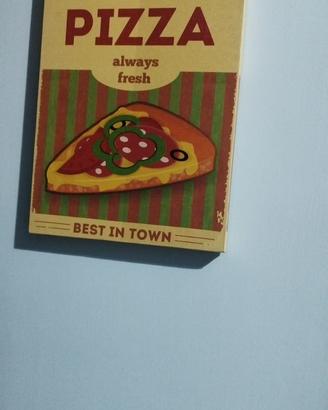 PIZZA
always
fresh
BEST IN TOWN